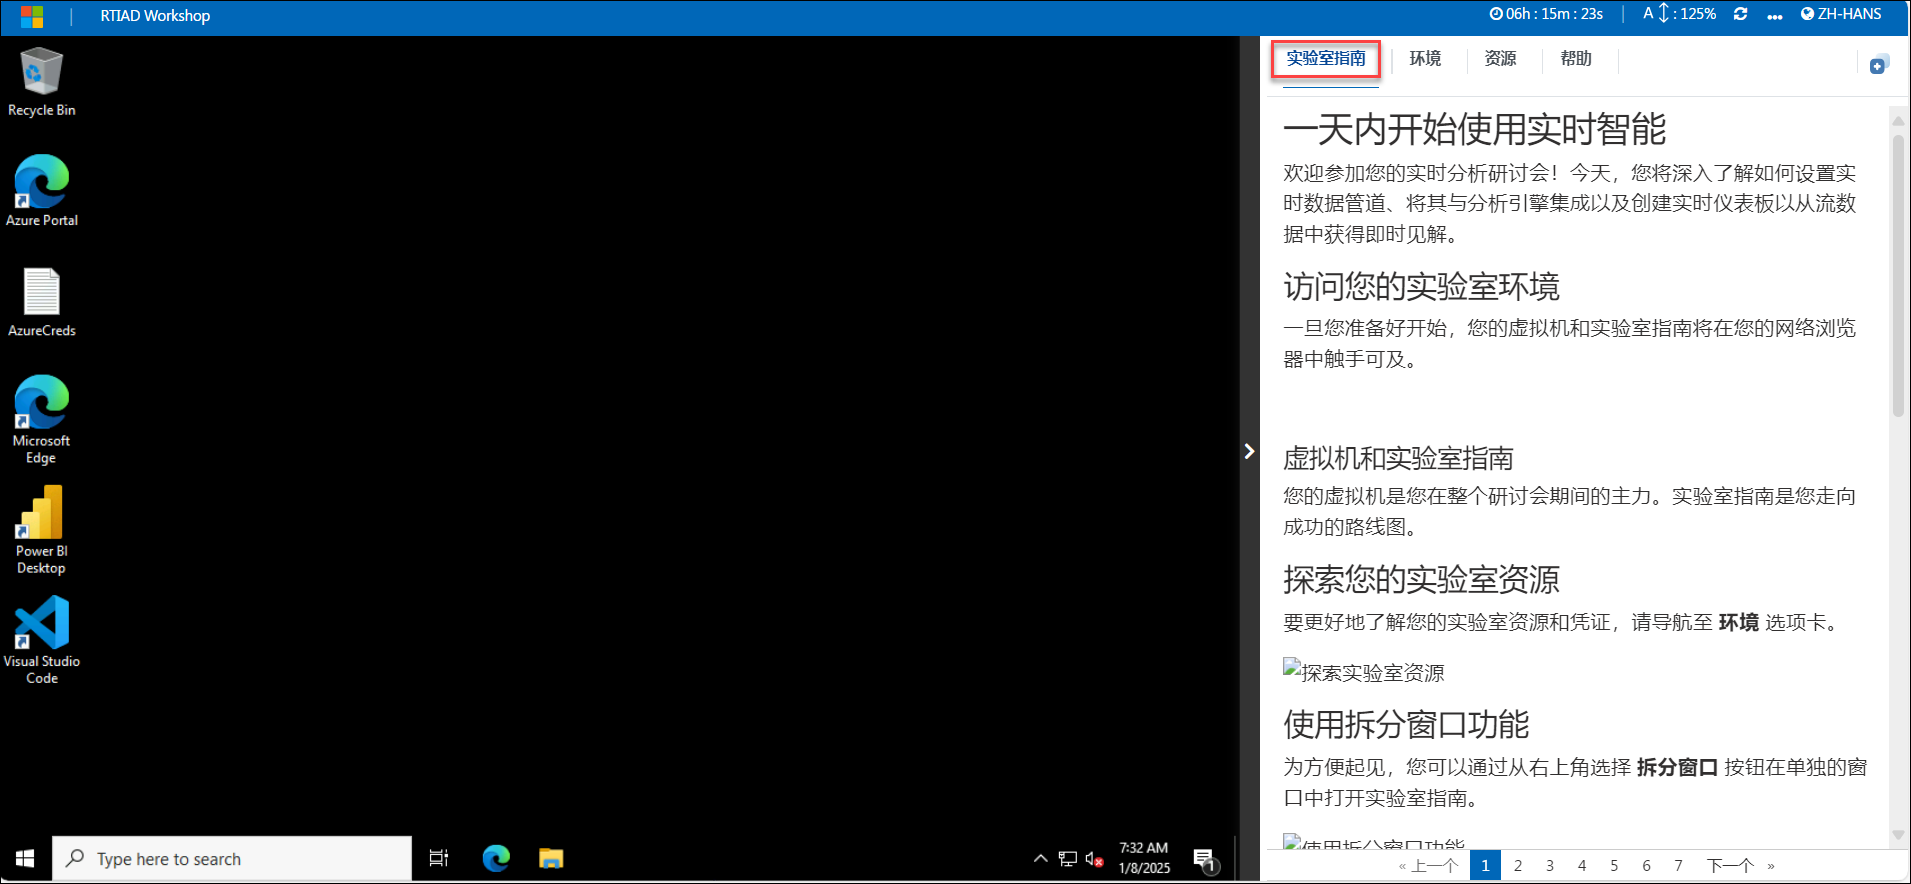 RTIAD Workshop
06h : 15m : 23s
A : 125%
ZH-HANS
Recycle Bin
Azure Portal
AzureCreds
Microsoft
Edge
Power BI
Desktop
Visual Studio
Code
Type here to search
7:32 AM
1/8/2025
1
实验室指南
环境
资源
帮助
一天内开始使用实时智能
欢迎参加您的实时分析研讨会！今天，您将深入了解如何设置实
时数据管道、将其与分析引擎集成以及创建实时仪表板以从流数
据中获得即时见解。
访问您的实验室环境
一旦您准备好开始，您的虚拟机和实验室指南将在您的网络浏览
器中触手可及。
虚拟机和实验室指南
您的虚拟机是您在整个研讨会期间的主力。实验室指南是您走向
成功的路线图。
探索您的实验室资源
要更好地了解您的实验室资源和凭证，请导航至 环境 选项卡。
探索实验室资源
使用拆分窗口功能
为方便起见，您可以通过从右上角选择 拆分窗口 按钮在单独的窗
口中打开实验室指南。
使用拆分窗口功能
« 上一个 1 2 3 4 5 6 7 下一个 »